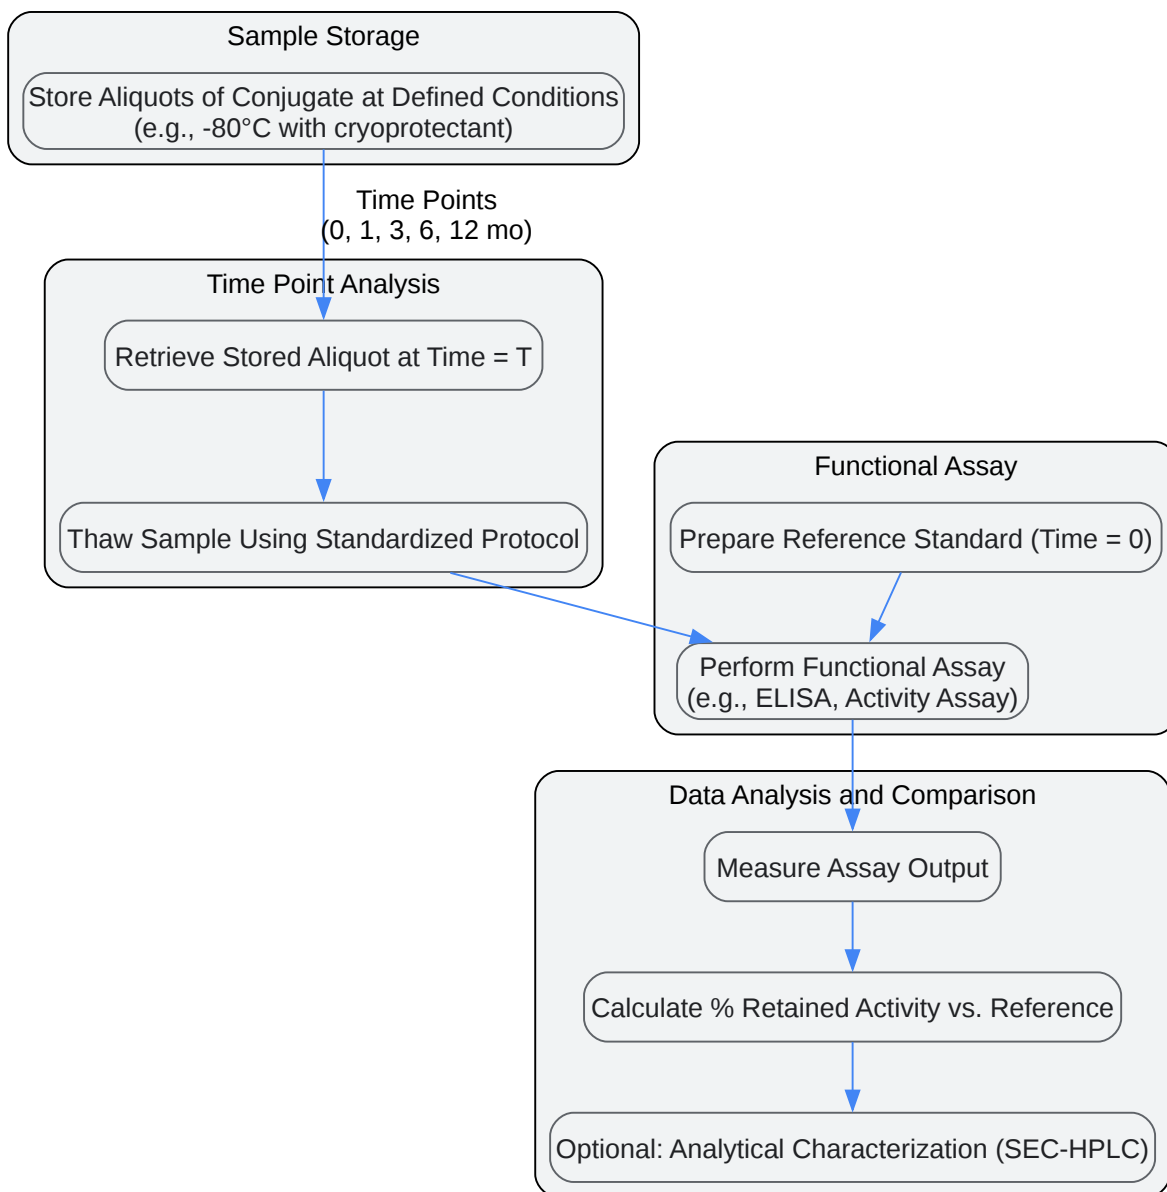 Sample Storage
Store Aliquots of Conjugate at Defined Conditions
(e.g., -80°C with cryoprotectant)
Time Points
(0, 1, 3, 6, 12 mo)
Time Point Analysis
Retrieve Stored Aliquot at Time = T
Thaw Sample Using Standardized Protocol
Functional Assay
Prepare Reference Standard (Time = 0)
Perform Functional Assay
(e.g., ELISA, Activity Assay)
Data Analysis and Comparison
Measure Assay Output
Calculate % Retained Activity vs. Reference
Optional: Analytical Characterization (SEC-HPLC)